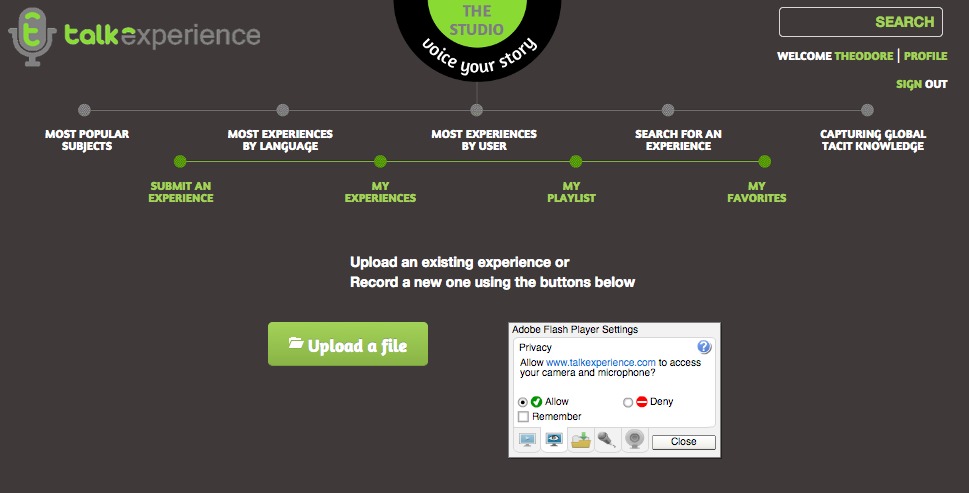 talkexperience
THE
STUDIO
voice your story
SEARCH
WELCOME THEODORE | PROFILE
SIGN OUT
MOST POPULAR
SUBJECTS
MOST EXPERIENCES
BY LANGUAGE
MOST EXPERIENCES
BY USER
SEARCH FOR AN
EXPERIENCE
CAPTURING GLOBAL
TACIT KNOWLEDGE
SUBMIT AN
EXPERIENCE
MY
EXPERIENCES
MY
PLAYLIST
MY
FAVORITES
Upload an existing experience or
Record a new one using the buttons below
Upload a file
Adobe Flash Player Settings
Privacy
?
Allow www.talkexperience.com to access
your camera and microphone?
Allow
Deny
Remember
Close